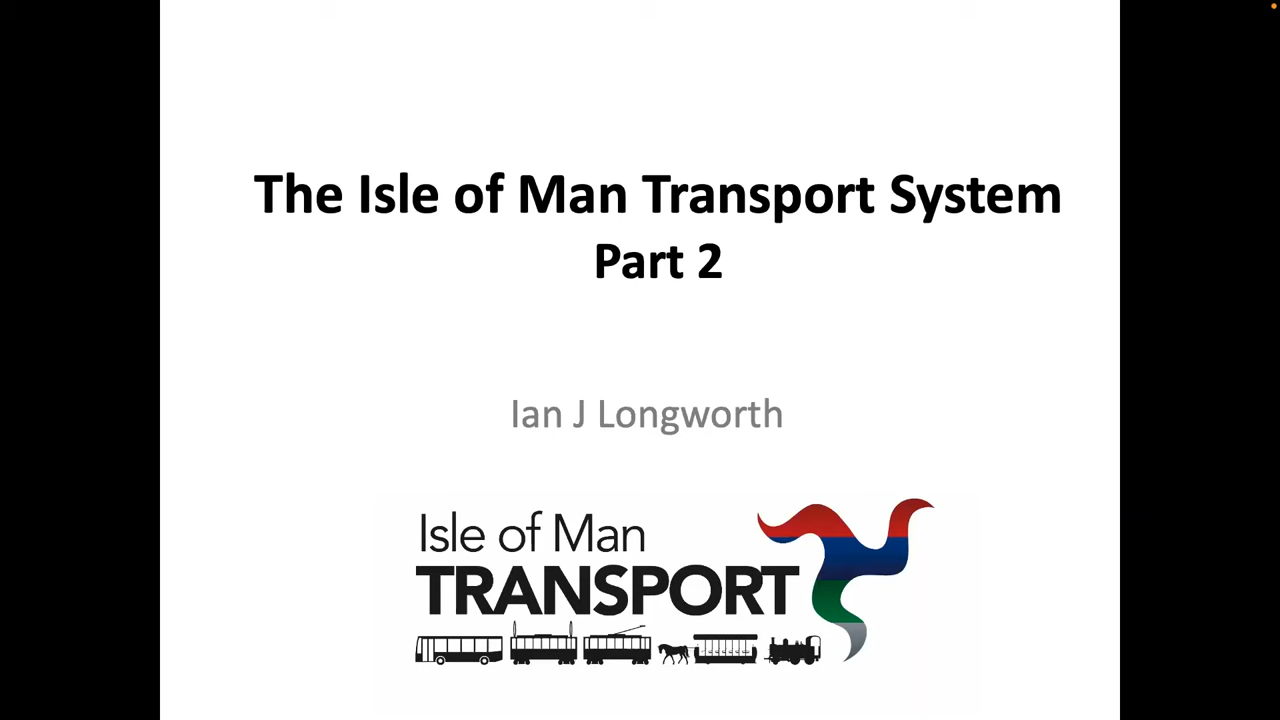 The Isle of Man Transport System
Part 2
Ian J Longworth
Isle of Man
TRANSPORT